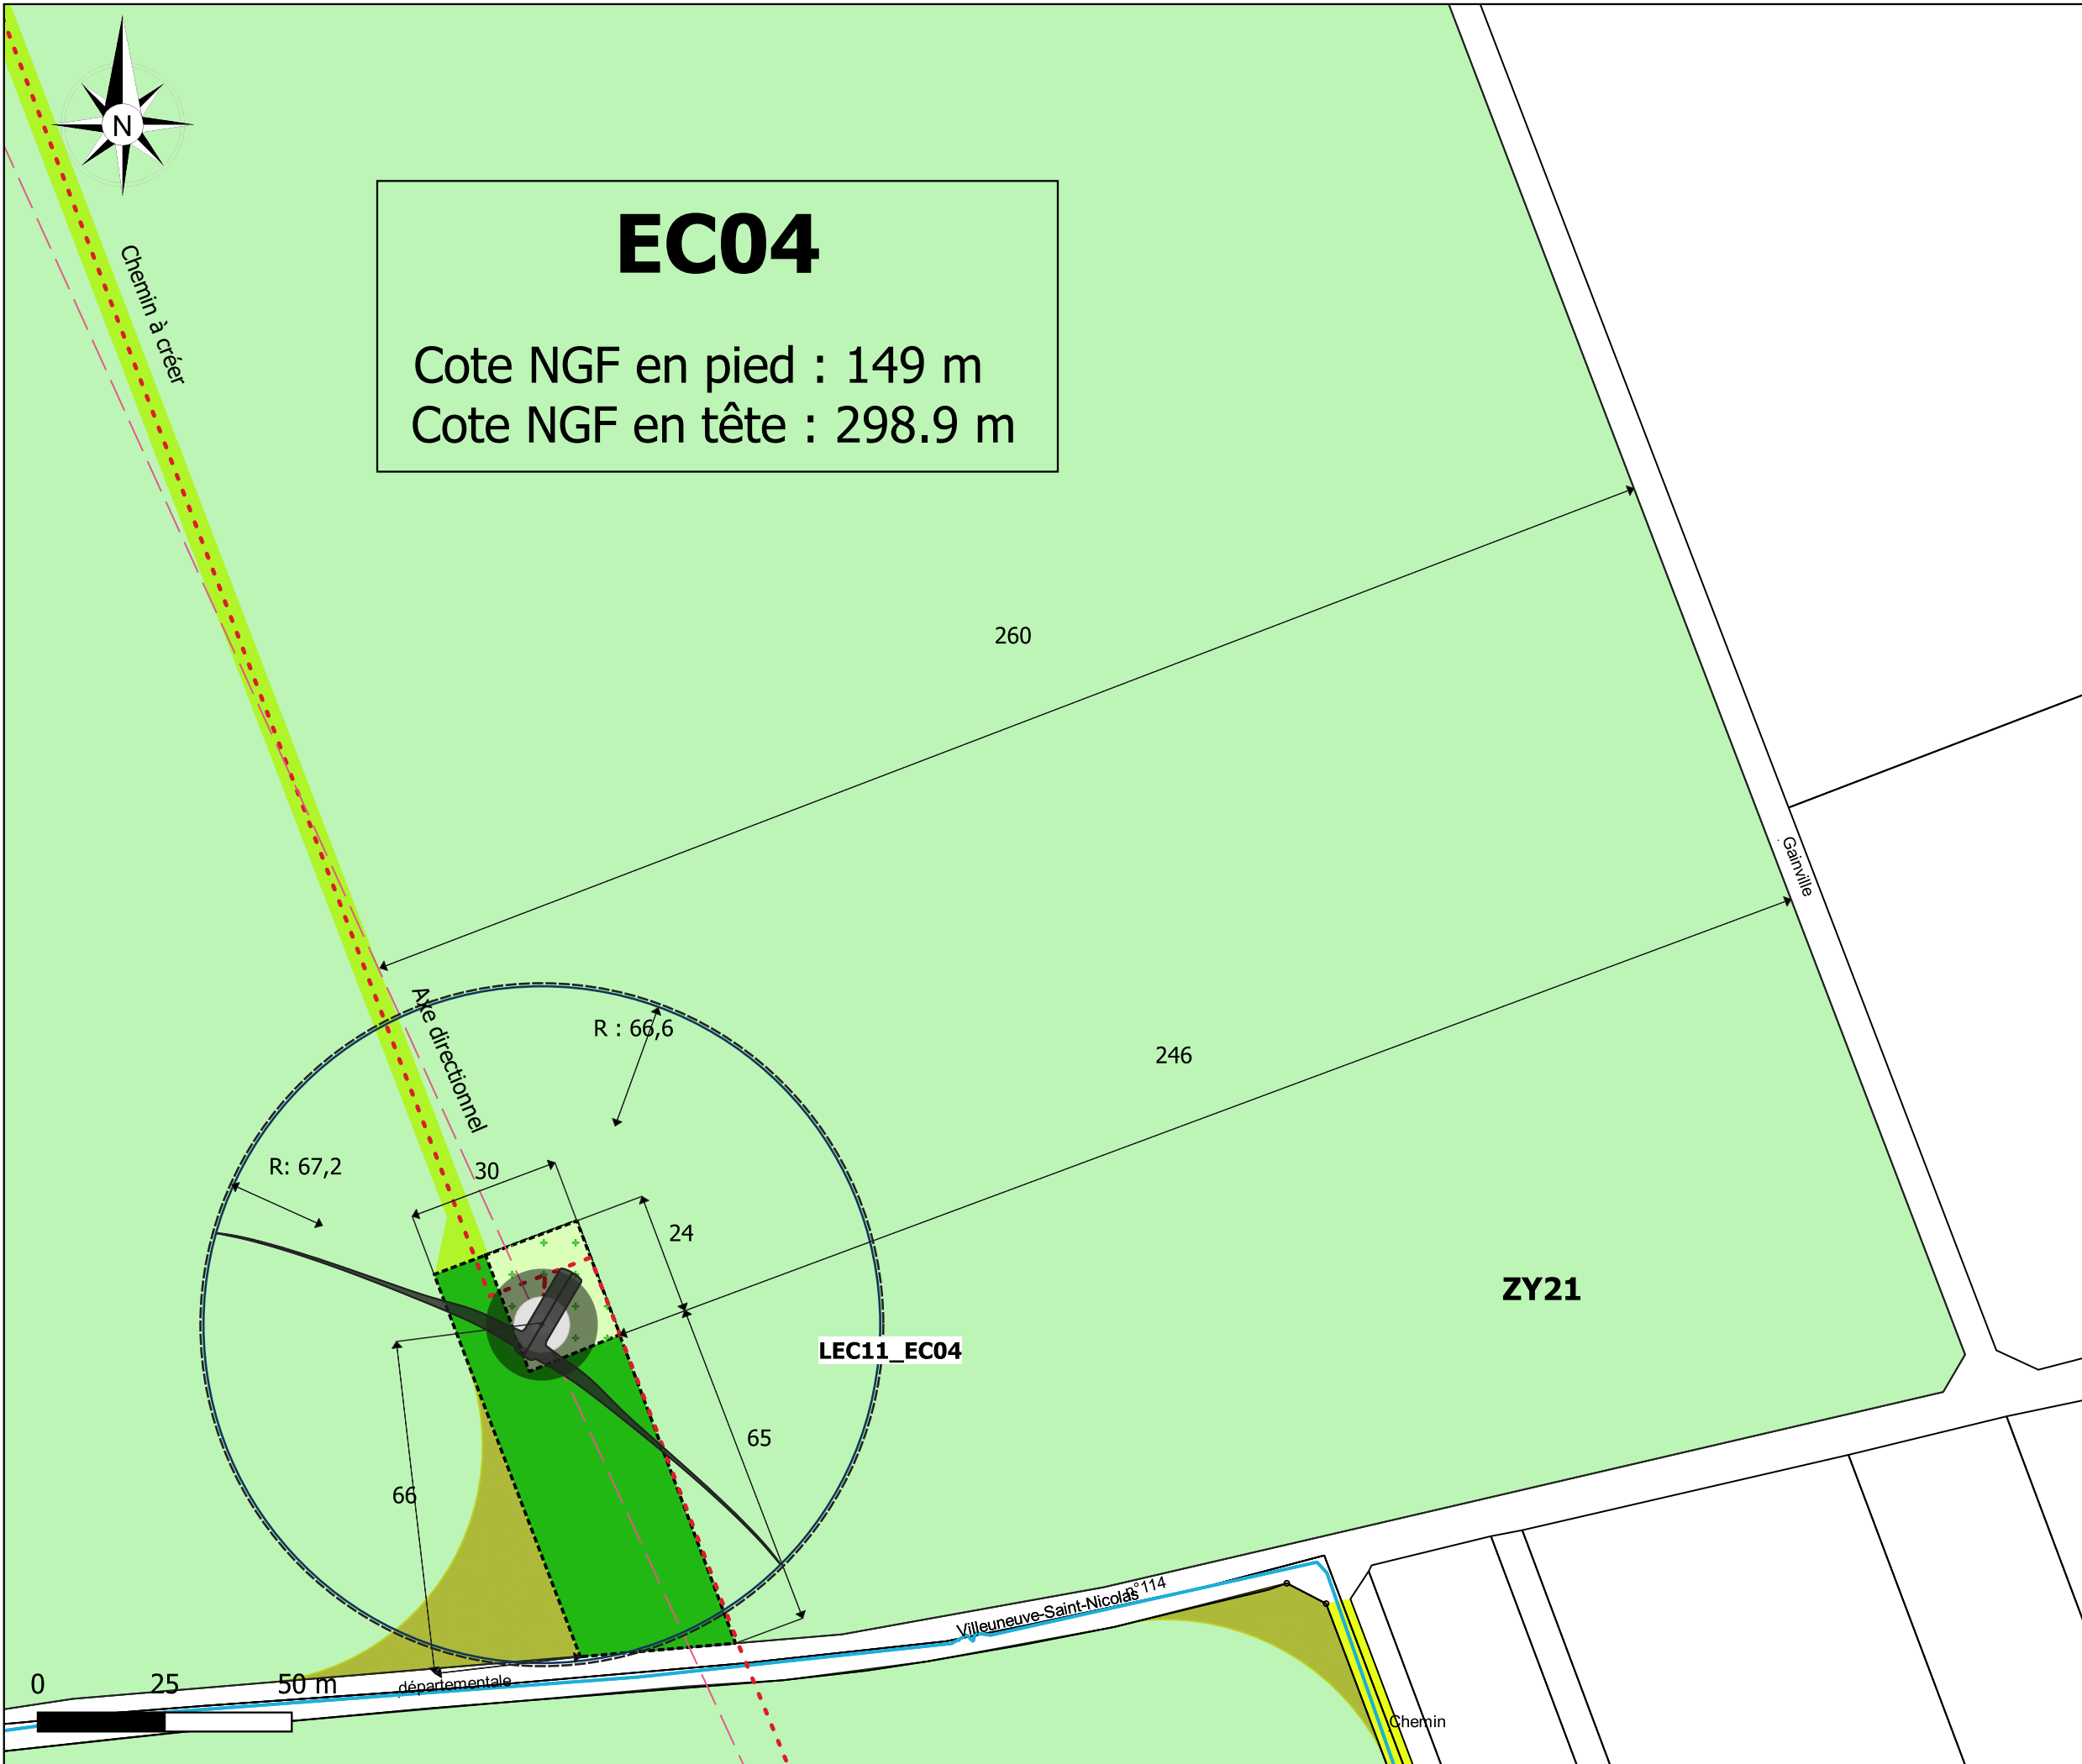 N
EC04
Cote NGF en pied : 149 m
Cote NGF en tête : 298.9 m
Chemin à créer
260
Gainville
Axe directionnel
R : 66,6
246
R: 67,2
30
24
ZY21
LEC11_EC04
65
66
n°114
Villeuneuve-Saint-Nicolas
départementale
0 25 50 m
Chemin